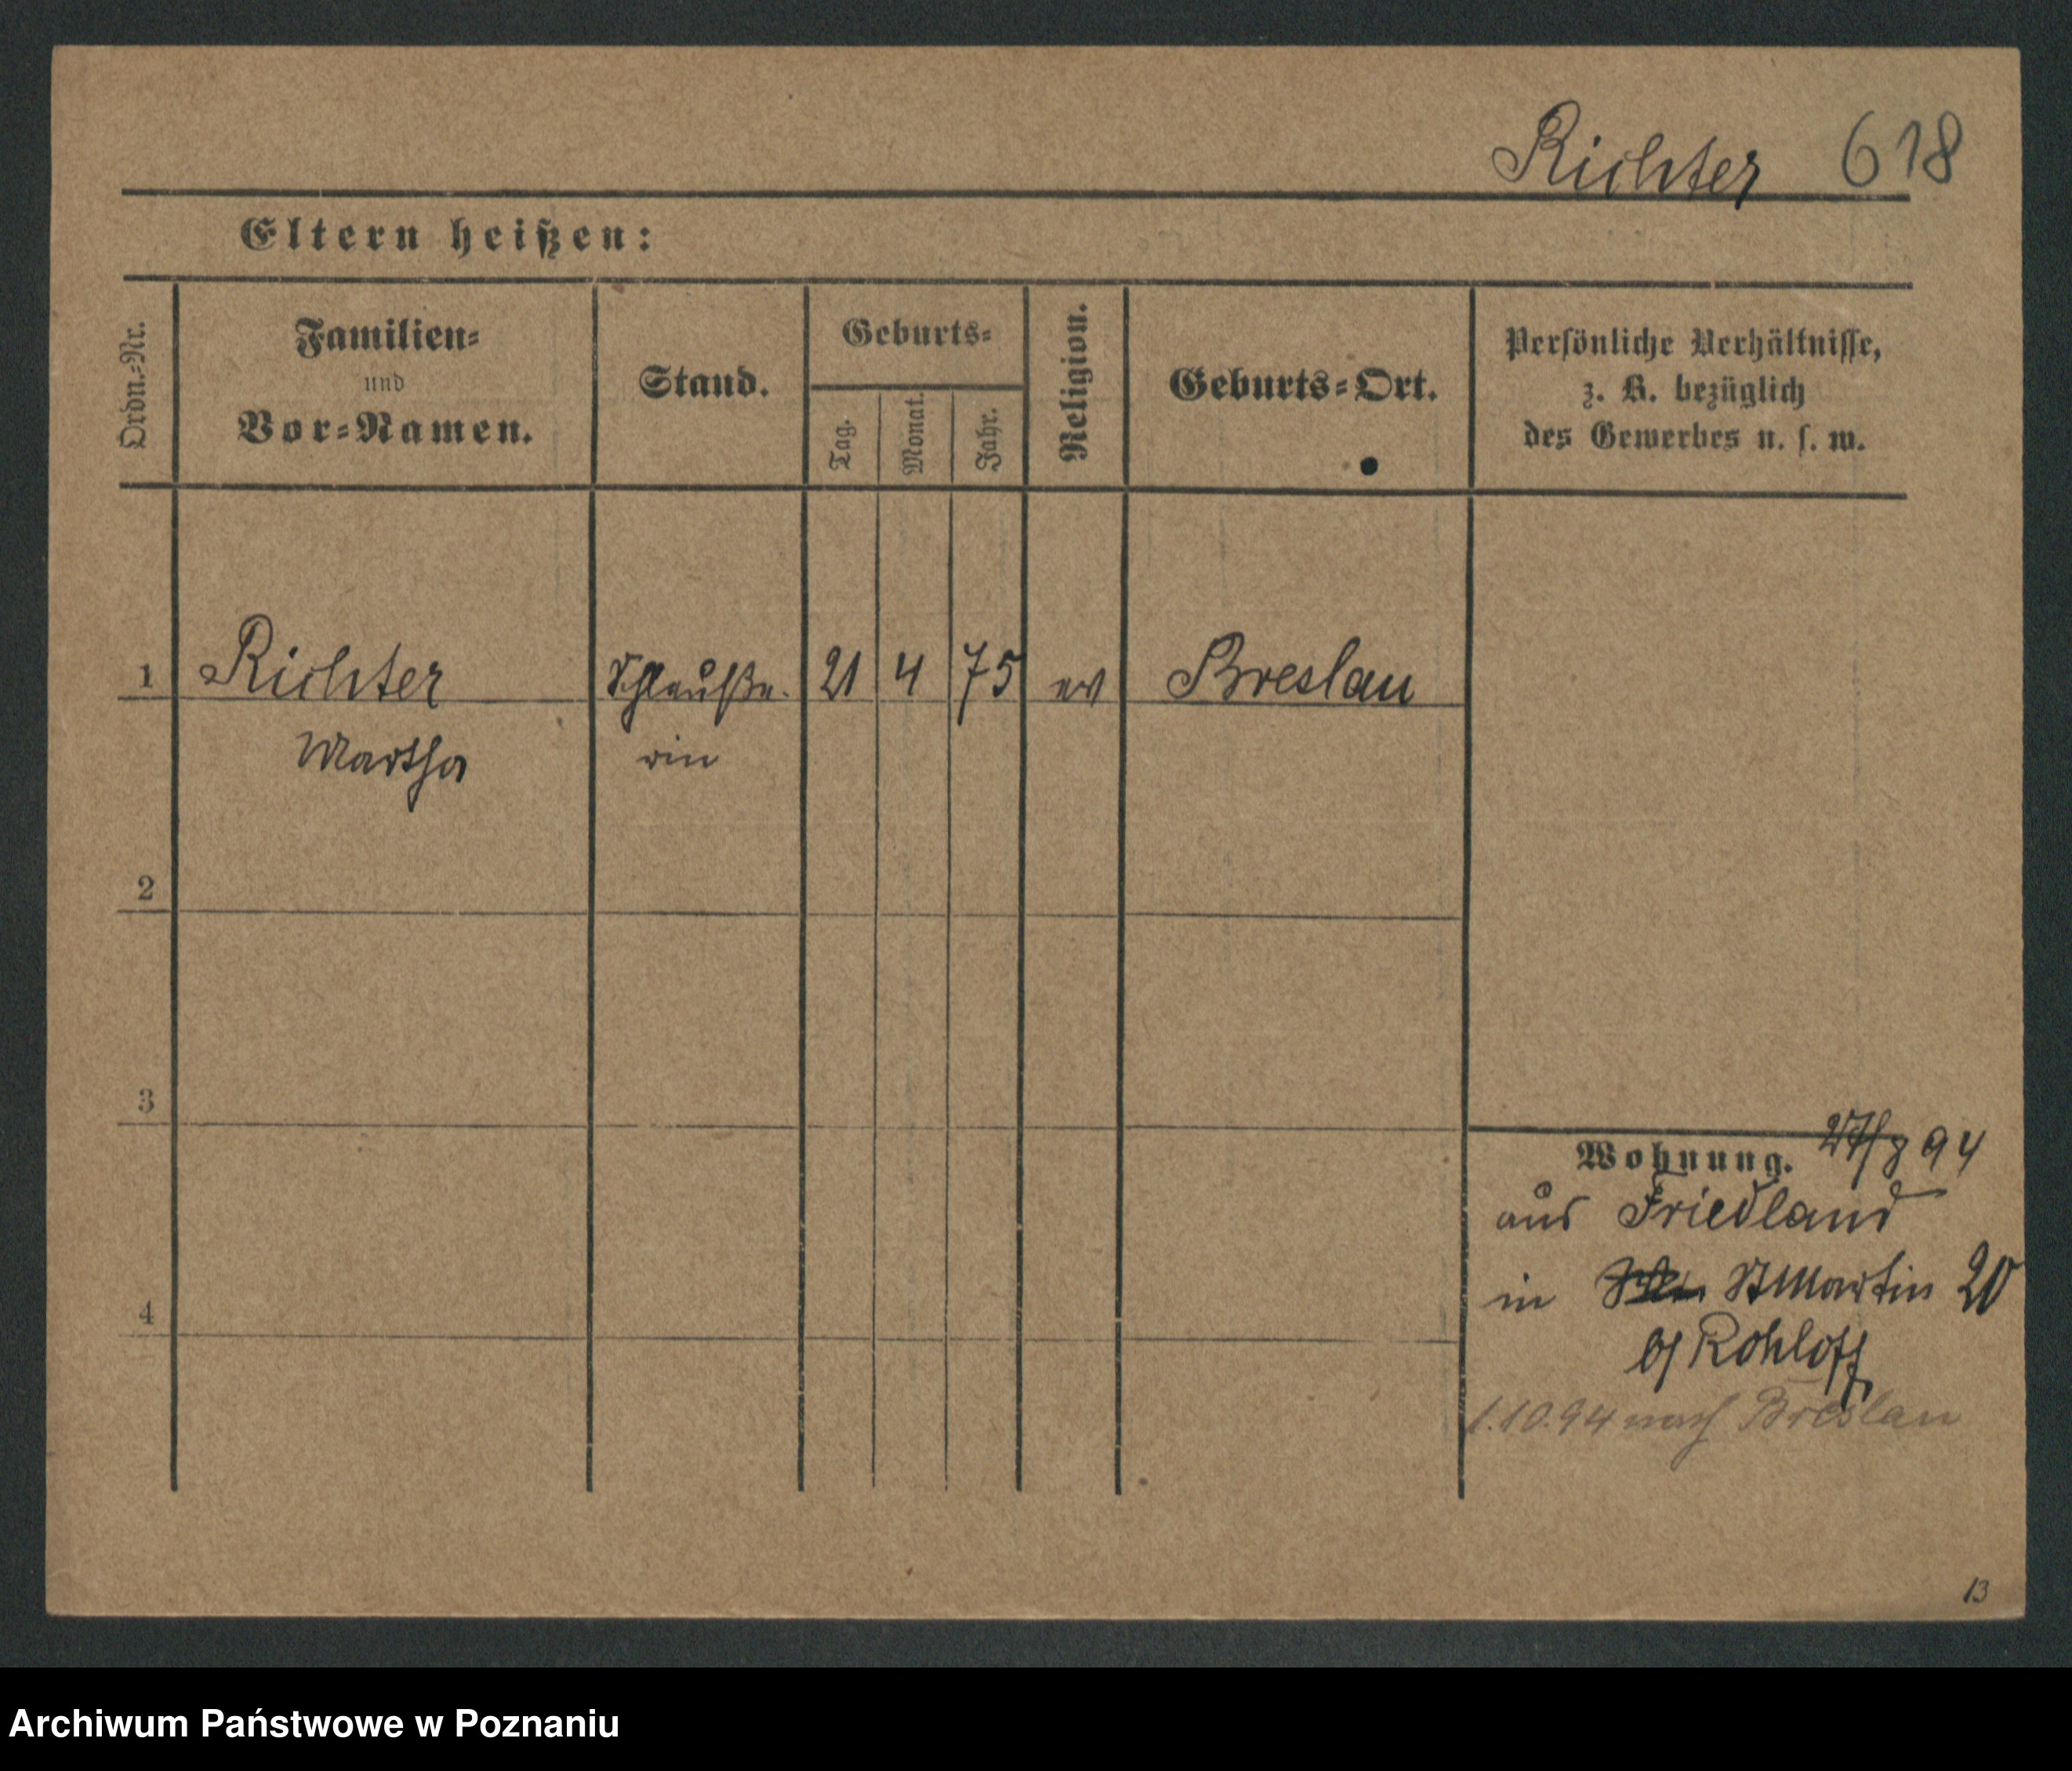 Richter 618
Eltern heißen:
Ordn.-Nr.
Familien-
und
Vor-Namen.
Stand.
Geburts-
Tag.
Monat.
Jahr.
Religion.
Geburts-Ort.
Persönliche Verhältnisse,
z. B. bezüglich
des Gewerbes u. s. w.
1 Richter 21 4 75 ev Breslau
Martha rin
2
3
4
Wohnung. 27/8 94
aus Friedland
in St Martin 20
b/ Rohloff
1.10.94 nach Breslau
13
Archiwum Państwowe w Poznaniu